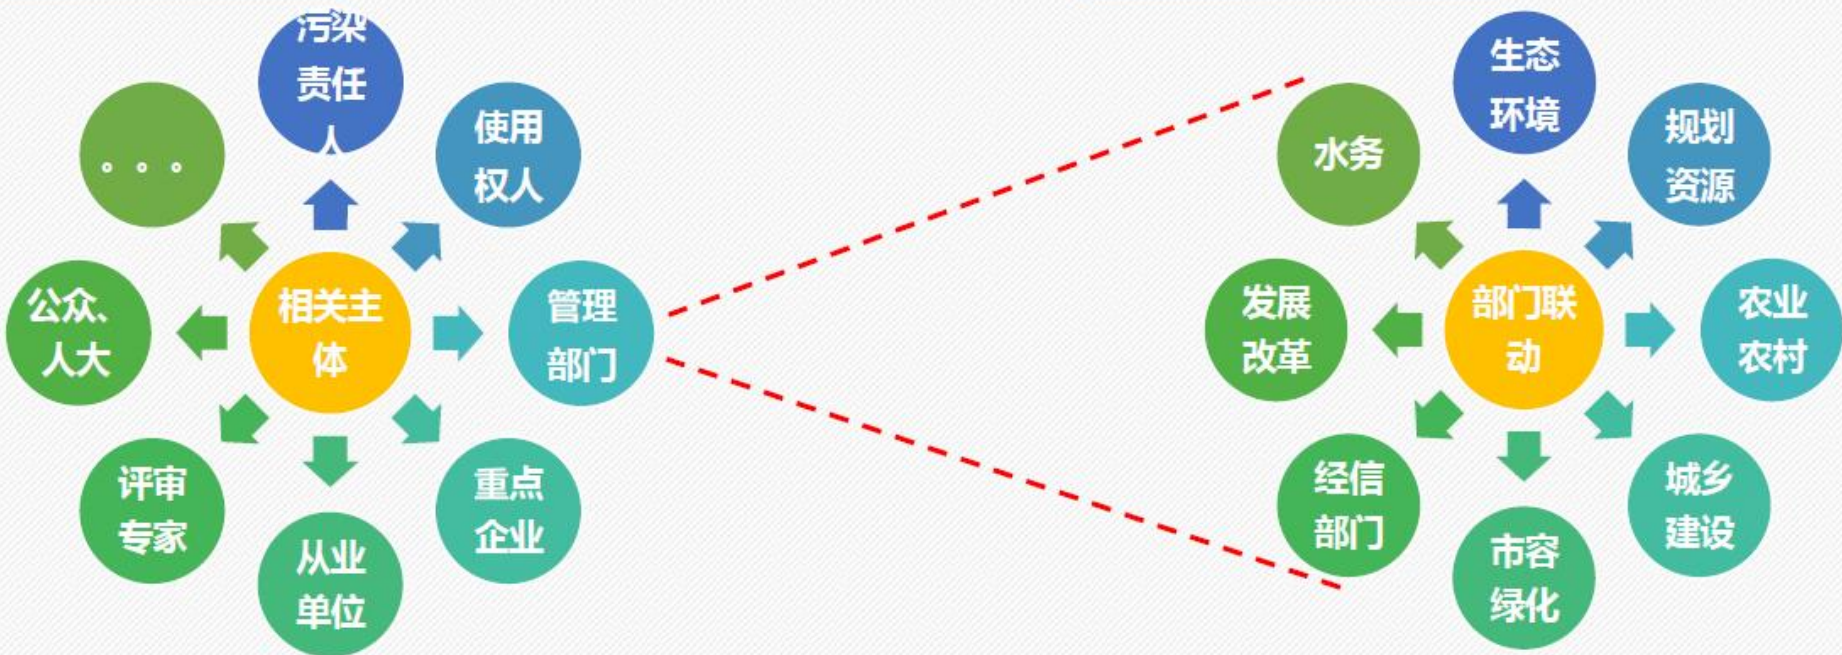 污染
责任
人
使用
权人
管理
部门
重点
企业
从业
单位
评审
专家
公众、
人大
。。。
相关主
体
生态
环境
规划
资源
农业
农村
城乡
建设
市容
绿化
经信
部门
发展
改革
水务
部门联
动